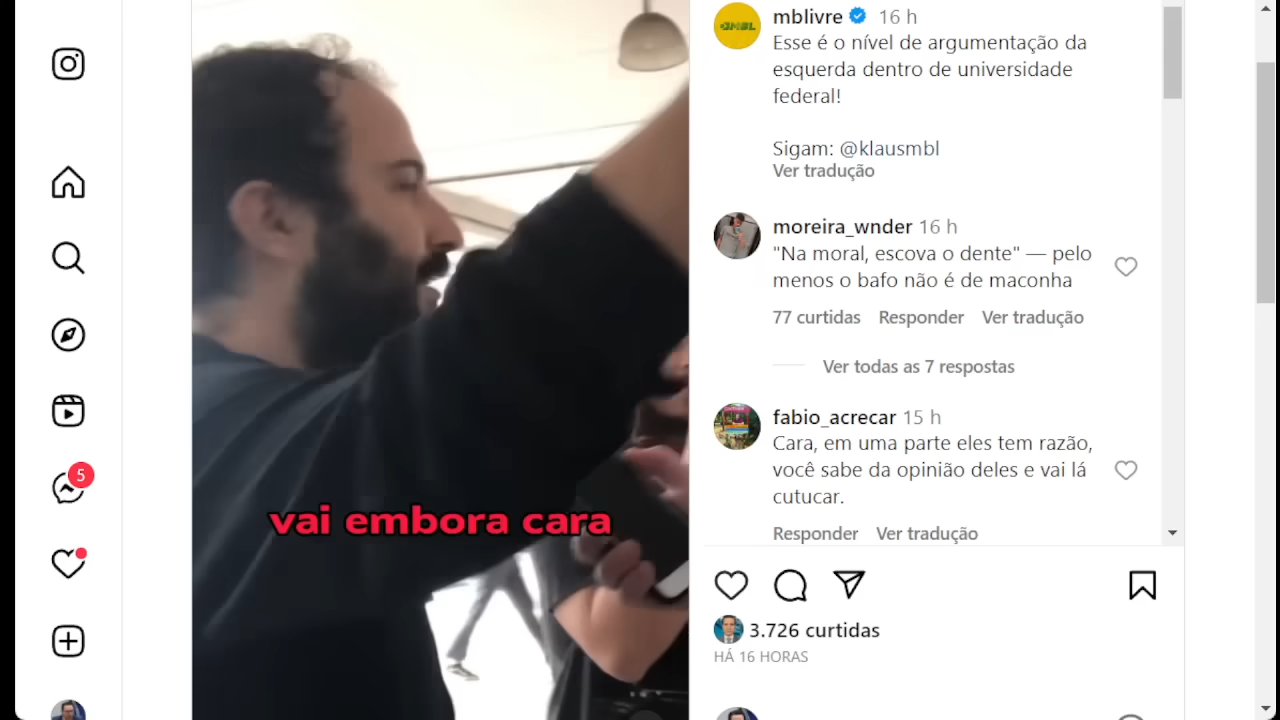 mblivre 16 h
Esse é o nível de argumentação da
esquerda dentro de universidade
federal!
Sigam: @klausmbl
Ver tradução
moreira_wnder 16 h
"Na moral, escova o dente" — pelo
menos o bafo não é de maconha
77 curtidas Responder Ver tradução
Ver todas as 7 respostas
fabio_acrecar 15 h
Cara, em uma parte eles tem razão,
você sabe da opinião deles e vai lá
cutucar.
Responder Ver tradução
3.726 curtidas
HÁ 16 HORAS
5
vai embora cara